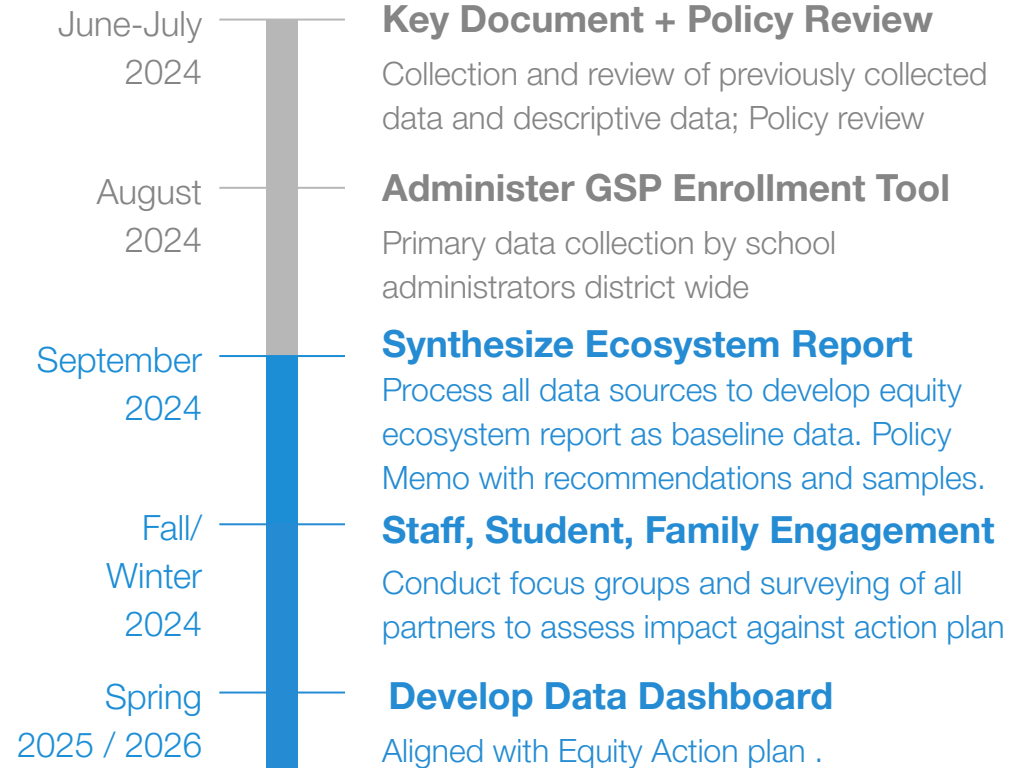 June-July
2024
Key Document + Policy Review
Collection and review of previously collected
data and descriptive data; Policy review
August
2024
Administer GSP Enrollment Tool
Primary data collection by school
administrators district wide
September
2024
Synthesize Ecosystem Report
Process all data sources to develop equity
ecosystem report as baseline data. Policy
Memo with recommendations and samples.
Fall/
Winter
2024
Staff, Student, Family Engagement
Conduct focus groups and surveying of all
partners to assess impact against action plan
Spring
2025 / 2026
Develop Data Dashboard
Aligned with Equity Action plan .